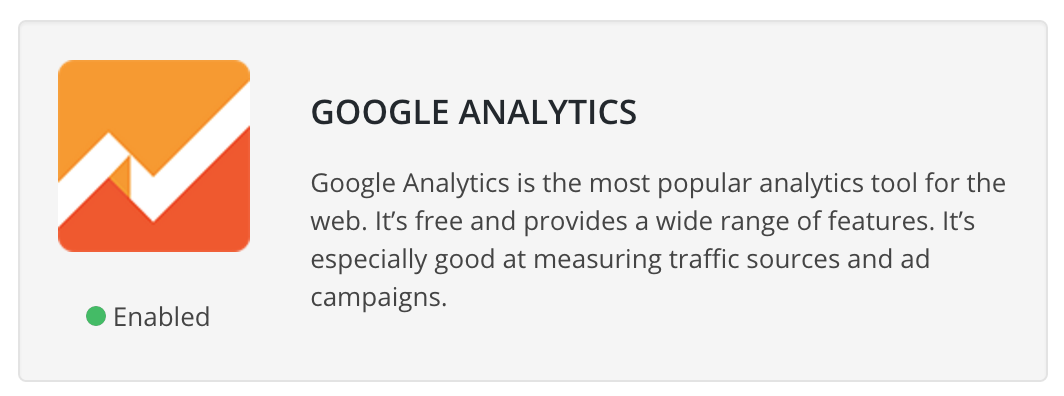 GOOGLE ANALYTICS
Google Analytics is the most popular analytics tool for the
web. It’s free and provides a wide range of features. It’s
especially good at measuring traffic sources and ad
campaigns.
Enabled